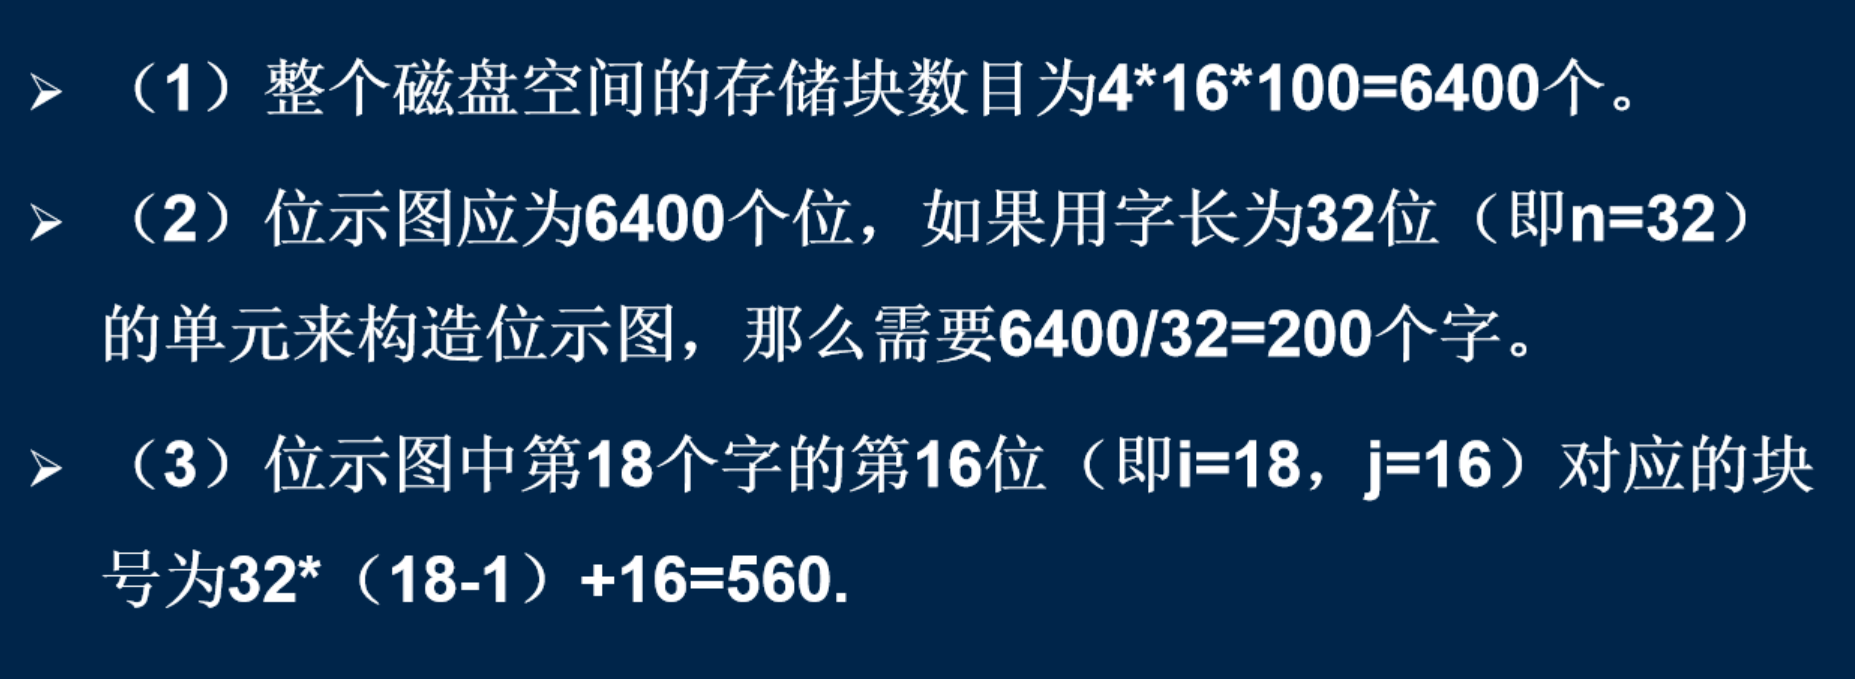 ➢ （1）整个磁盘空间的存储块数目为4*16*100=6400个。
➢ （2）位示图应为6400个位，如果用字长为32位（即n=32）
的单元来构造位示图，那么需要6400/32=200个字。
➢ （3）位示图中第18个字的第16位（即i=18，j=16）对应的块
号为32*（18-1）+16=560.